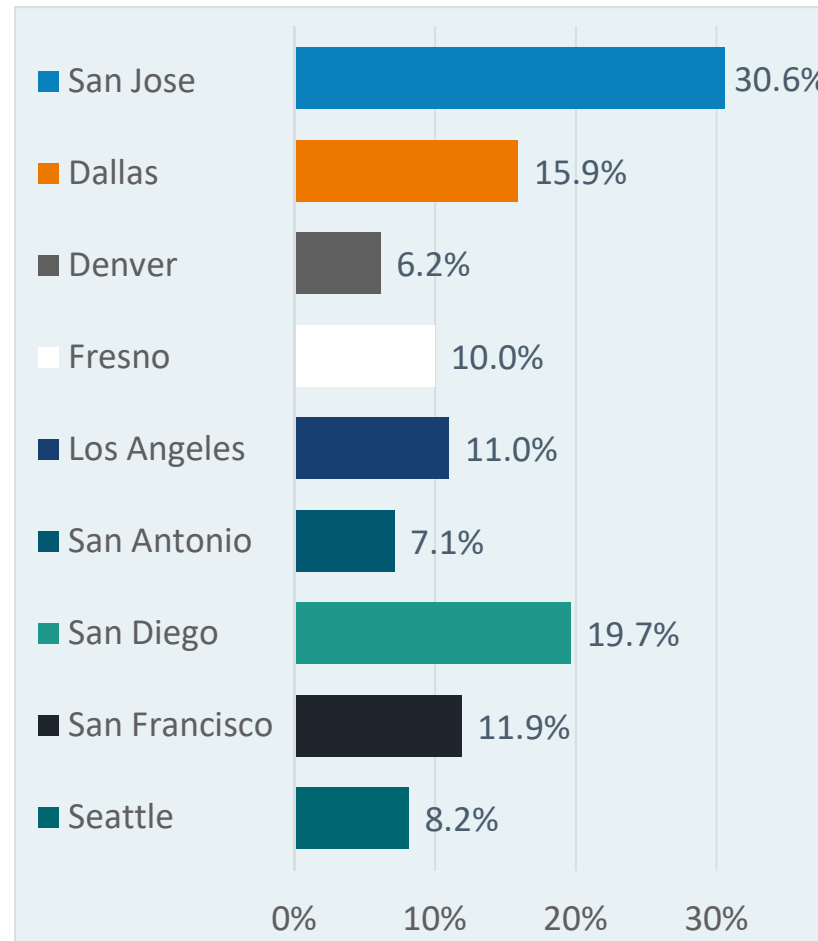 San Jose 30.6%
Dallas 15.9%
Denver 6.2%
Fresno 10.0%
Los Angeles 11.0%
San Antonio 7.1%
San Diego 19.7%
San Francisco 11.9%
Seattle 8.2%
0% 10% 20% 30%